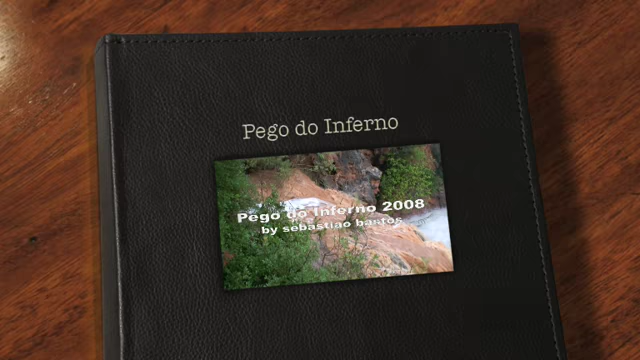 Pego do Inferno
Pego do Inferno 2008
by sebastiao bastos